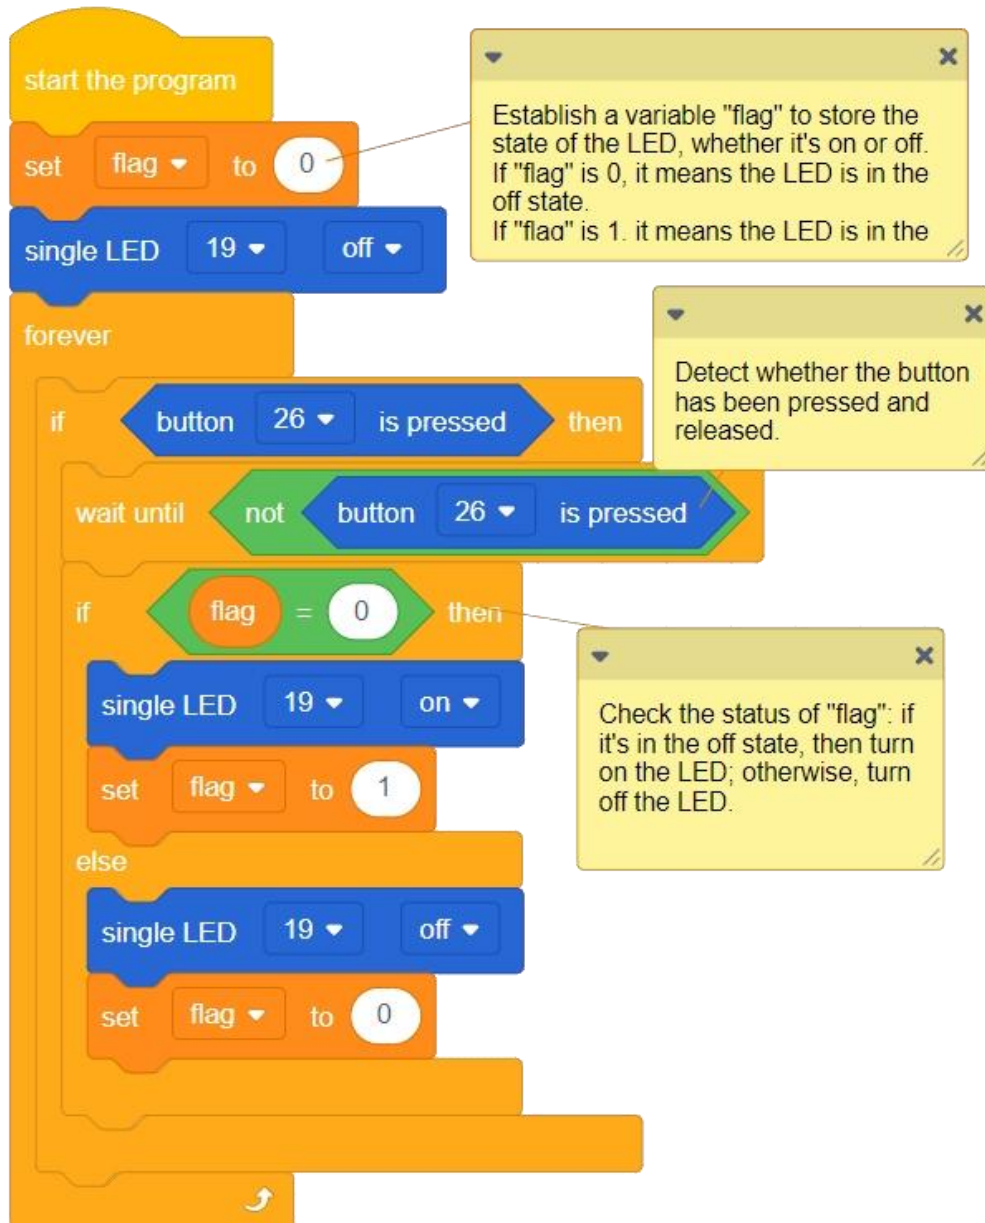 start the program
set flag to 0
single LED 19 off
Establish a variable "flag" to store the
state of the LED, whether it's on or off.
If "flag" is 0, it means the LED is in the
off state.
If "flag" is 1, it means the LED is in the
forever
if button 26 is pressed then
Detect whether the button
has been pressed and
released.
wait until not button 26 is pressed
if flag = 0 then
Check the status of "flag": if
it's in the off state, then turn
on the LED; otherwise, turn
off the LED.
single LED 19 on
set flag to 1
else
single LED 19 off
set flag to 0